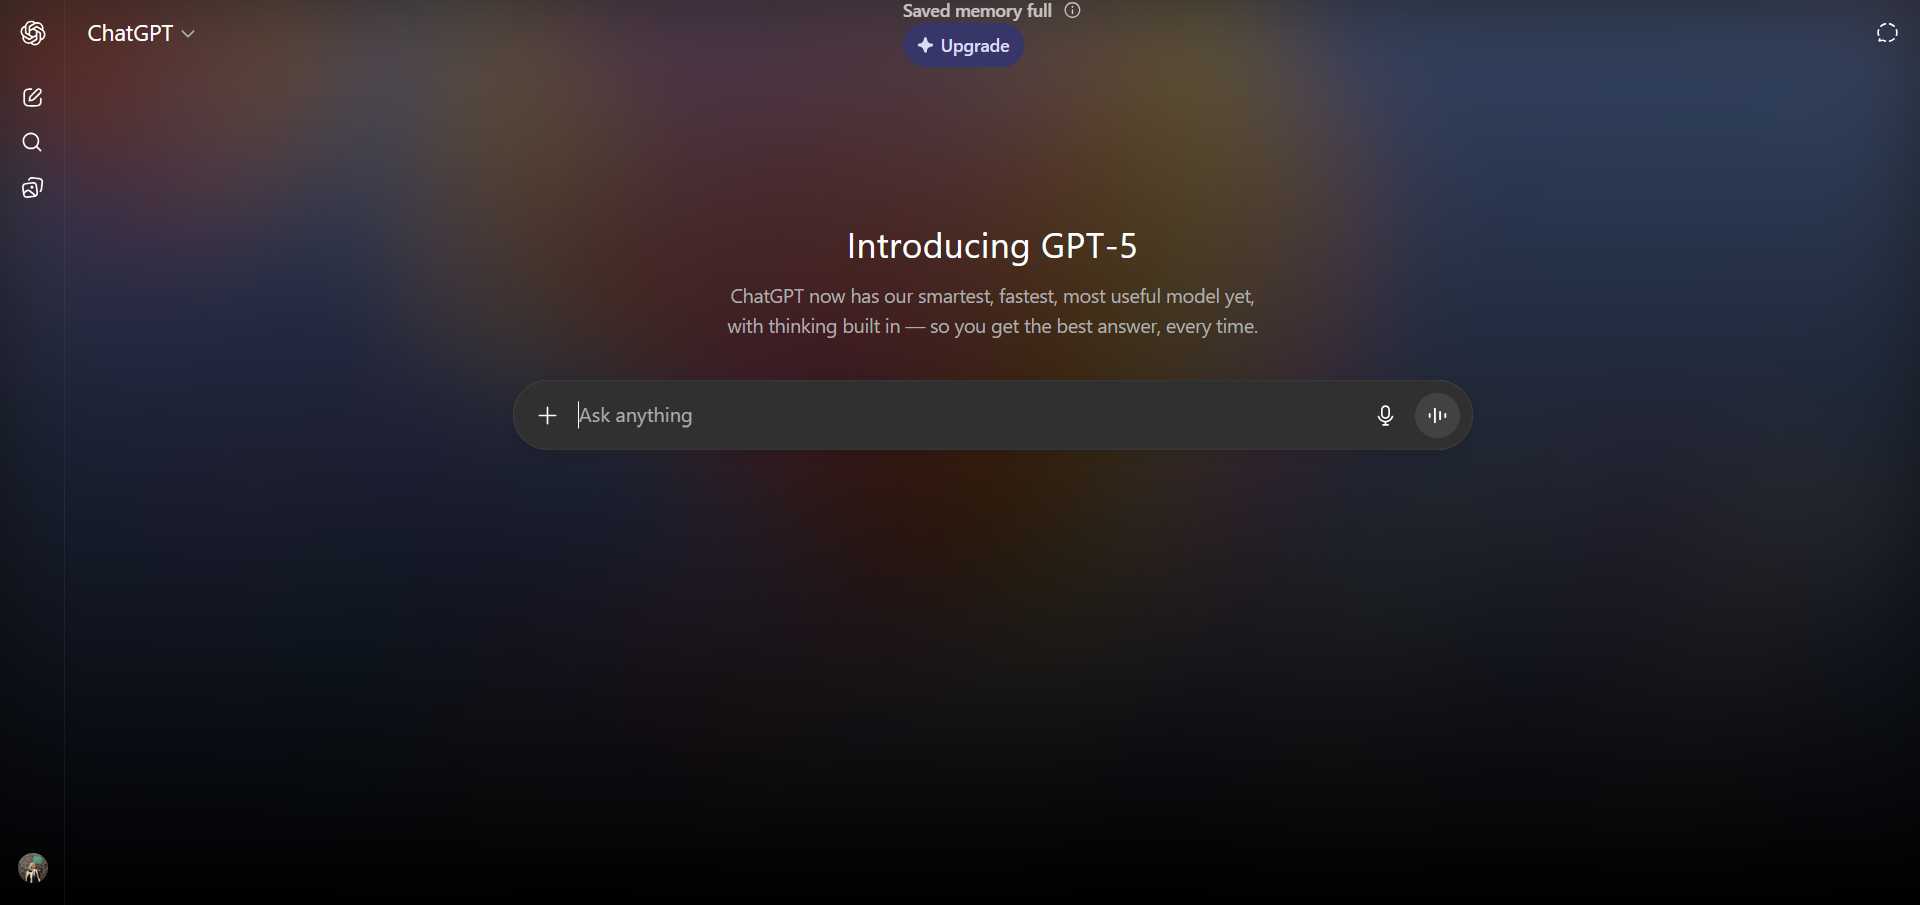 ChatGPT
Saved memory full
Upgrade
Introducing GPT-5
ChatGPT now has our smartest, fastest, most useful model yet,
with thinking built in — so you get the best answer, every time.
Ask anything